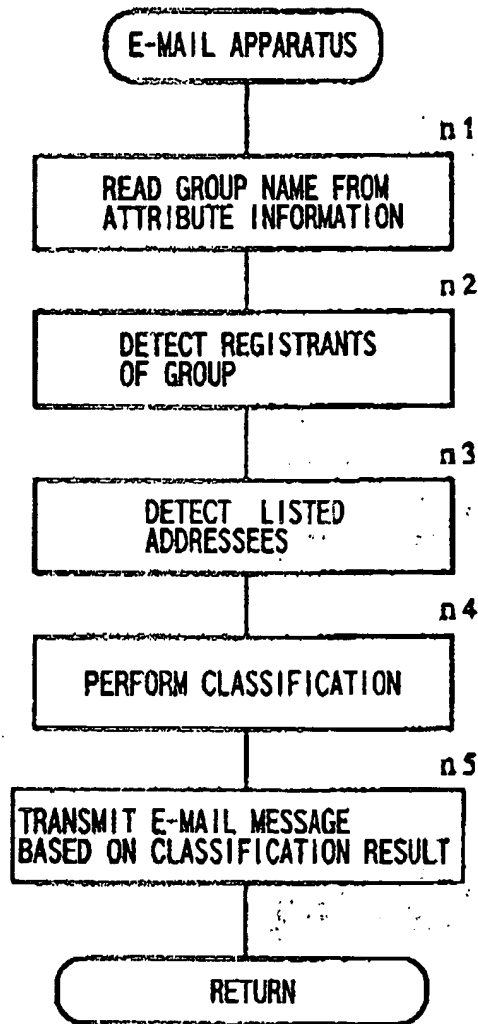 E-MAIL APPARATUS
n1
READ GROUP NAME FROM
ATTRIBUTE INFORMATION
n2
DETECT REGISTRANTS
OF GROUP
n3
DETECT LISTED
ADDRESSEES
n4
PERFORM CLASSIFICATION
n5
TRANSMIT E-MAIL MESSAGE
BASED ON CLASSIFICATION RESULT
RETURN